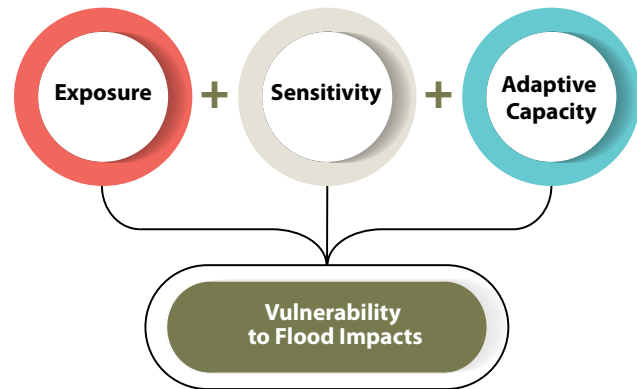 Exposure
+
Sensitivity
+
Adaptive
Capacity
Vulnerability
to Flood Impacts